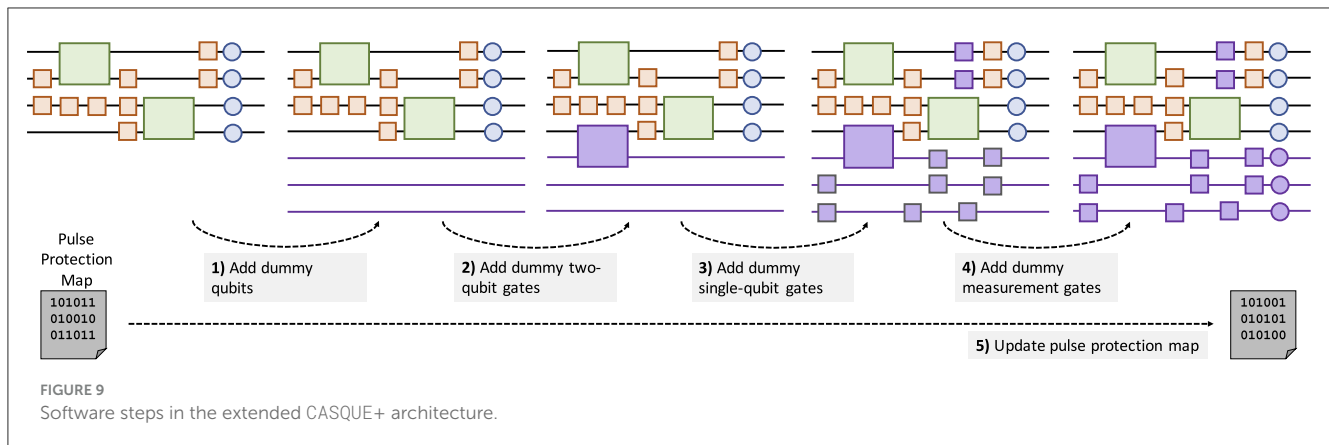 Pulse
Protection
Map
101011
010010
011011
1) Add dummy
qubits
2) Add dummy two-
qubit gates
3) Add dummy
single-qubit gates
4) Add dummy
measurement gates
5) Update pulse protection map
101001
010101
010100
FIGURE 9
Software steps in the extended CASQUE+ architecture.